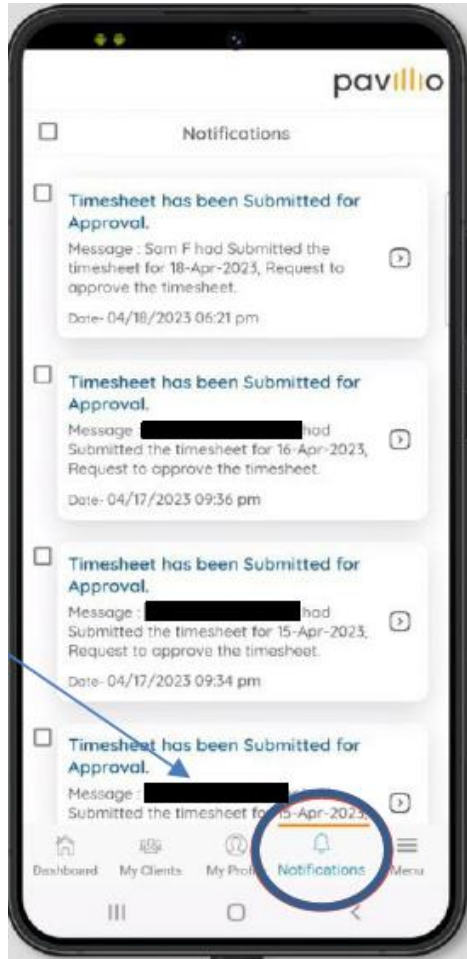 pavillio
Notifications
Timesheet has been Submitted for
Approval.
Message : Sam F had Submitted the
timesheet for 18-Apr-2023, Request to
approve the timesheet.
Date- 04/18/2023 06:21 pm
Timesheet has been Submitted for
Approval.
Message : had
Submitted the timesheet for 16-Apr-2023,
Request to approve the timesheet.
Date- 04/17/2023 09:36 pm
Timesheet has been Submitted for
Approval.
Message : had
Submitted the timesheet for 15-Apr-2023,
Request to approve the timesheet.
Date- 04/17/2023 09:34 pm
Timesheet has been Submitted for
Approval.
Message :
Submitted the timesheet for 15-Apr-2023,
Dashboard My Clients My Profi Notifications Menu